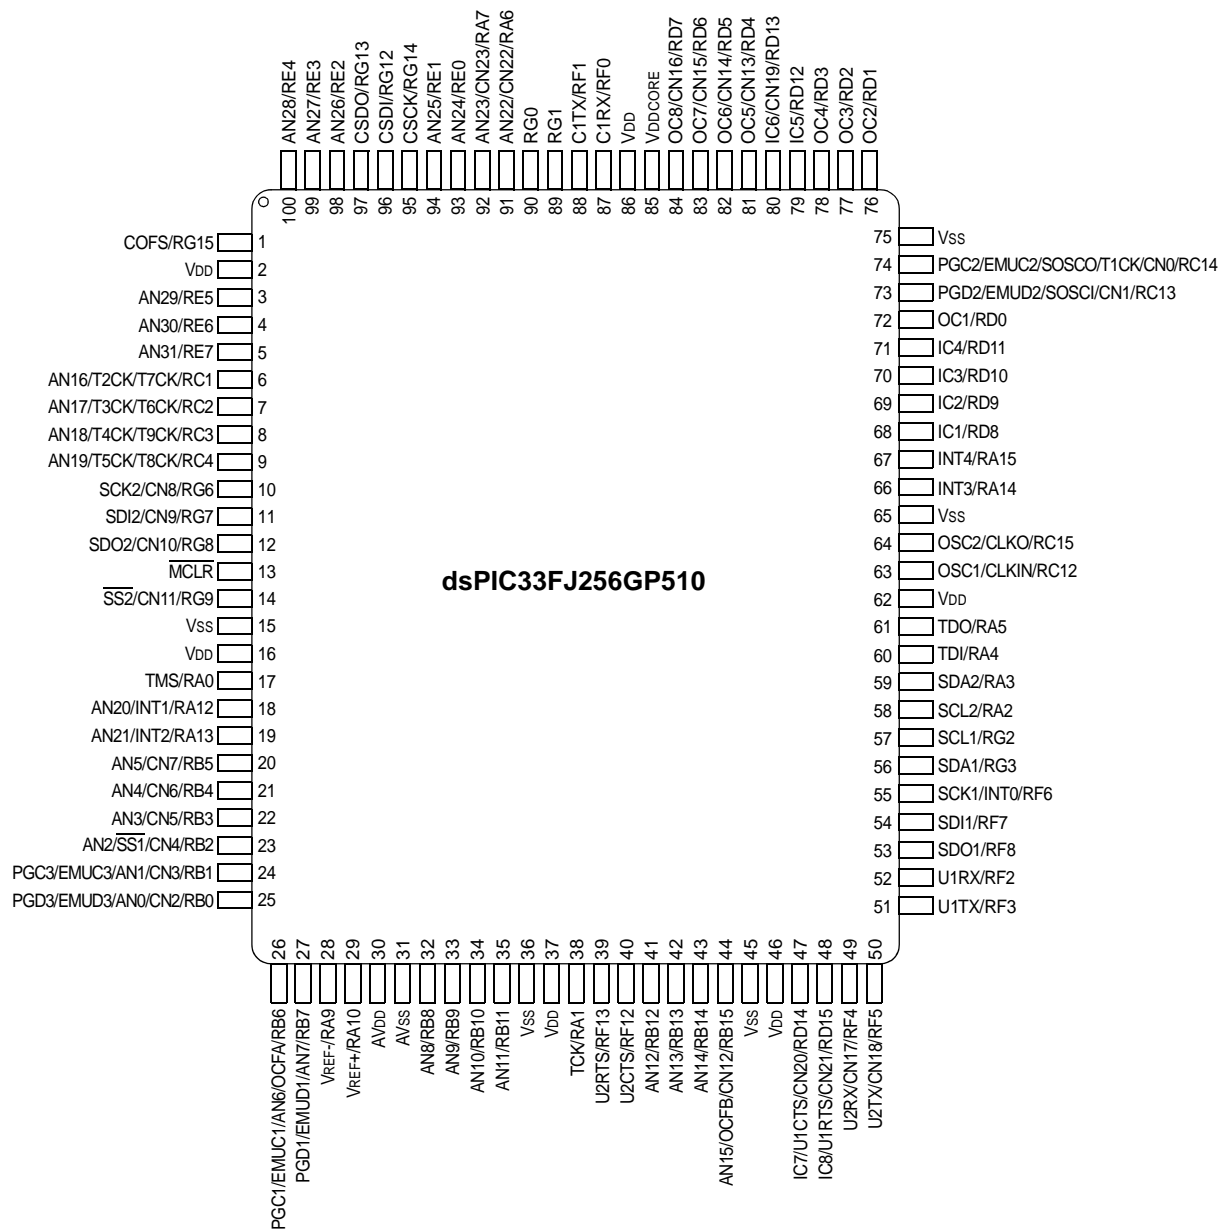 AN28/RE4
AN27/RE3
AN26/RE2
CSDO/RG13
CSDI/RG12
CSCK/RG14
AN25/RE1
AN24/RE0
AN23/CN23/RA7
AN22/CN22/RA6
RG0
RG1
C1TX/RF1
C1RX/RF0
VDD
VDDCORE
OC8/CN16/RD7
OC7/CN15/RD6
OC6/CN14/RD5
OC5/CN13/RD4
IC6/CN19/RD13
IC5/RD12
OC4/RD3
OC3/RD2
OC2/RD1
100 99 98 97 96 95 94 93 92 91 90 89 88 87 86 85 84 83 82 81 80 79 78 77 76
COFS/RG15 1
VDD 2
AN29/RE5 3
AN30/RE6 4
AN31/RE7 5
AN16/T2CK/T7CK/RC1 6
AN17/T3CK/T6CK/RC2 7
AN18/T4CK/T9CK/RC3 8
AN19/T5CK/T8CK/RC4 9
SCK2/CN8/RG6 10
SDI2/CN9/RG7 11
SDO2/CN10/RG8 12
MCLR 13
SS2/CN11/RG9 14
VSS 15
VDD 16
TMS/RA0 17
AN20/INT1/RA12 18
AN21/INT2/RA13 19
AN5/CN7/RB5 20
AN4/CN6/RB4 21
AN3/CN5/RB3 22
AN2/SS1/CN4/RB2 23
PGC3/EMUC3/AN1/CN3/RB1 24
PGD3/EMUD3/AN0/CN2/RB0 25
dsPIC33FJ256GP510
75 VSS
74 PGC2/EMUC2/SOSCO/T1CK/CN0/RC14
73 PGD2/EMUD2/SOSCI/CN1/RC13
72 OC1/RD0
71 IC4/RD11
70 IC3/RD10
69 IC2/RD9
68 IC1/RD8
67 INT4/RA15
66 INT3/RA14
65 VSS
64 OSC2/CLKO/RC15
63 OSC1/CLKIN/RC12
62 VDD
61 TDO/RA5
60 TDI/RA4
59 SDA2/RA3
58 SCL2/RA2
57 SCL1/RG2
56 SDA1/RG3
55 SCK1/INT0/RF6
54 SDI1/RF7
53 SDO1/RF8
52 U1RX/RF2
51 U1TX/RF3
26 27 28 29 30 31 32 33 34 35 36 37 38 39 40 41 42 43 44 45 46 47 48 49 50
PGC1/EMUC1/AN6/OCFA/RB6
PGD1/EMUD1/AN7/RB7
VREF-/RA9
VREF+/RA10
AVDD
AVSS
AN8/RB8
AN9/RB9
AN10/RB10
AN11/RB11
VSS
VDD
TCK/RA1
U2RTS/RF13
U2CTS/RF12
AN12/RB12
AN13/RB13
AN14/RB14
AN15/OCFB/CN12/RB15
VSS
VDD
IC7/U1CTS/CN20/RD14
IC8/U1RTS/CN21/RD15
U2RX/CN17/RF4
U2TX/CN18/RF5